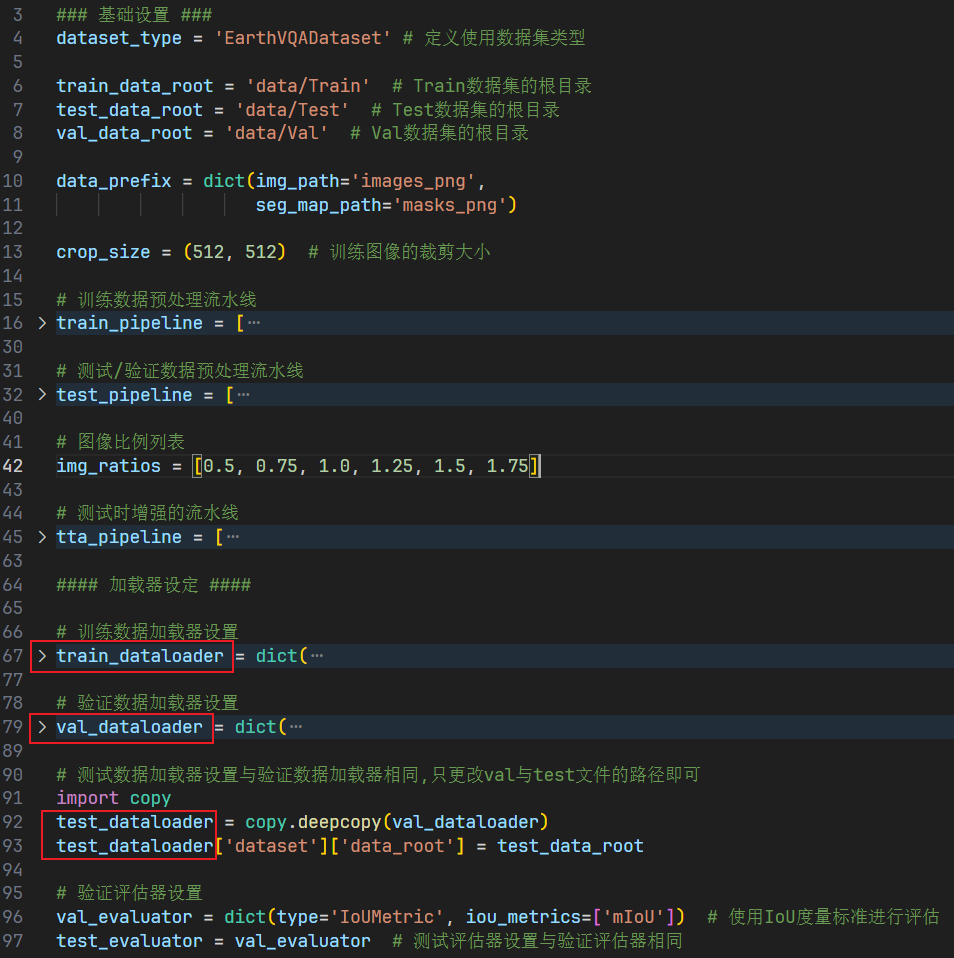 3 ### 基础设置 ###
4 dataset_type = 'EarthVQADataset' # 定义使用数据集类型
5
6 train_data_root = 'data/Train'  # Train数据集的根目录
7 test_data_root = 'data/Test'  # Test数据集的根目录
8 val_data_root = 'data/Val'  # Val数据集的根目录
9
10 data_prefix = dict(img_path='images_png',
11                    seg_map_path='masks_png')
12
13 crop_size = (512, 512)  # 训练图像的裁剪大小
14
15 # 训练数据预处理流水线
16 > train_pipeline = […
30
31 # 测试/验证数据预处理流水线
32 > test_pipeline = […
40
41 # 图像比例列表
42 img_ratios = [0.5, 0.75, 1.0, 1.25, 1.5, 1.75]
43
44 # 测试时增强的流水线
45 > tta_pipeline = […
63
64 #### 加载器设定 ####
65
66 # 训练数据加载器设置
67 > train_dataloader = dict(…
77
78 # 验证数据加载器设置
79 > val_dataloader = dict(…
89
90 # 测试数据加载器设置与验证数据加载器相同,只更改val与test文件的路径即可
91 import copy
92 test_dataloader = copy.deepcopy(val_dataloader)
93 test_dataloader['dataset']['data_root'] = test_data_root
94
95 # 验证评估器设置
96 val_evaluator = dict(type='IoUMetric', iou_metrics=['mIoU'])  # 使用IoU度量标准进行评估
97 test_evaluator = val_evaluator  # 测试评估器设置与验证评估器相同